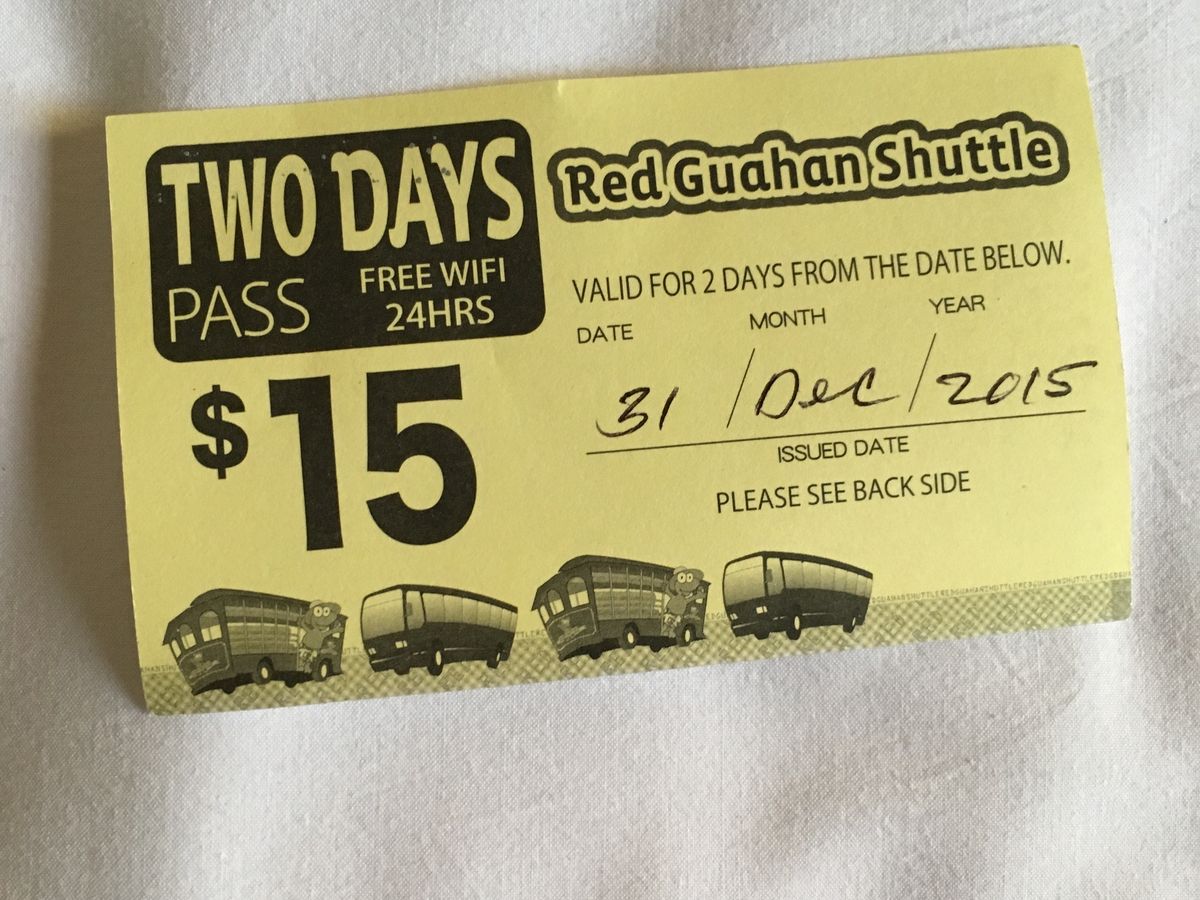 TWO DAYS
PASS
FREE WIFI
24HRS
$15
Red Guahan Shuttle
VALID FOR 2 DAYS FROM THE DATE BELOW.
DATE MONTH YEAR
31 / Dec / 2015
ISSUED DATE
PLEASE SEE BACK SIDE